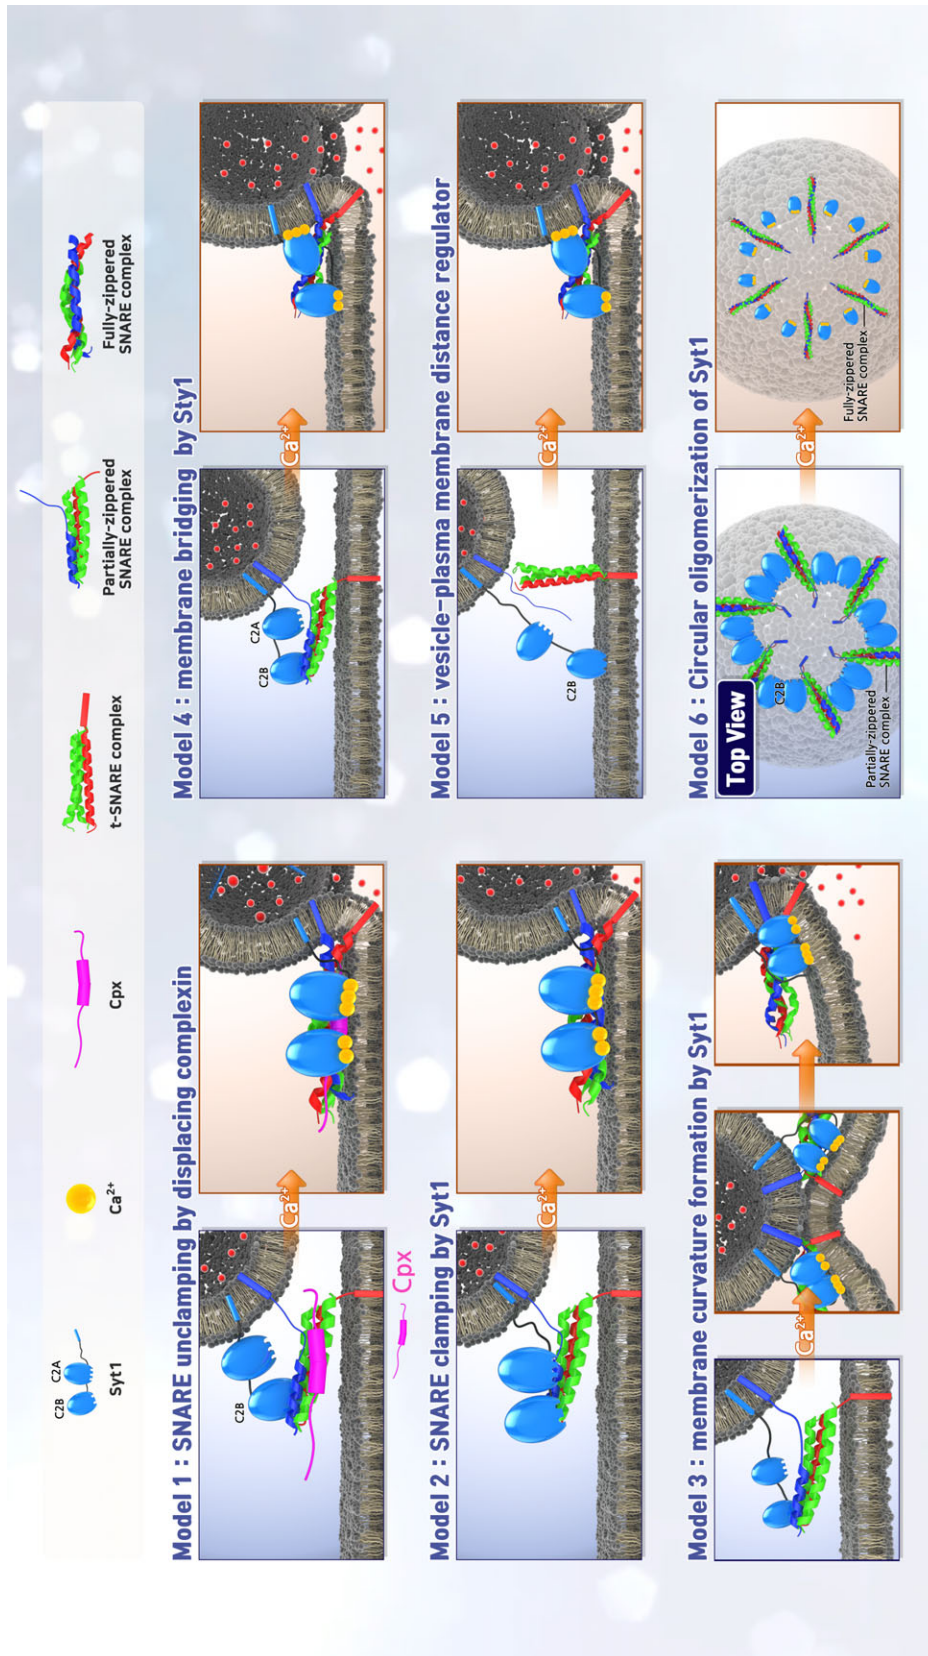 C2B C2A
Syt1
Ca²⁺
Cpx
t-SNARE complex
Partially-zippered
SNARE complex
Fully-zippered
SNARE complex
Model 1 : SNARE unclamping by displacing complexin
C2B
Ca²⁺
Cpx
Model 2 : SNARE clamping by Syt1
Ca²⁺
Model 3 : membrane curvature formation by Syt1
Ca²⁺
Model 4 : membrane bridging by Sty1
C2B
C2A
Ca²⁺
Model 5 : vesicle-plasma membrane distance regulator
C2B
Ca²⁺
Model 6 : Circular oligomerization of Syt1
Top View
C2B
Partially-zippered
SNARE complex
Ca²⁺
Fully-zippered
SNARE complex